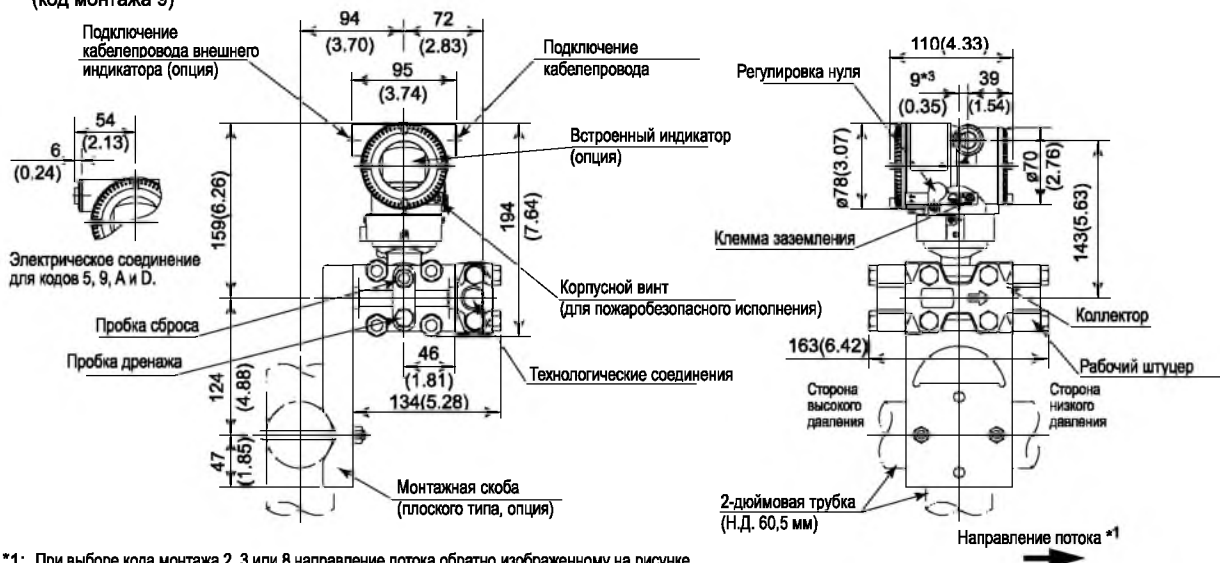 (код монтажа 9)
94
(3.70)
72
(2.83)
Подключение
кабелепровода внешнего
индикатора (опция)
95
(3.74)
Подключение
кабелепровода
54
(2.13)
6
(0.24)
Встроенный индикатор
(опция)
159(6.26)
194
(7.64)
Электрическое соединение
для кодов 5, 9, А и D.
Корпусной винт
(для пожаробезопасного исполнения)
Пробка сброса
Пробка дренажа
46
(1.81)
Технологические соединения
134(5.28)
124
(4.88)
47
(1.85)
Монтажная скоба
(плоского типа, опция)
110(4.33)
Регулировка нуля
9*3
(0.35)
39
(1.54)
ø78(3.07)
ø70
(2.76)
143(5.63)
Клемма заземления
Коллектор
163(6.42)
Рабочий штуцер
Сторона
высокого
давления
Сторона
низкого
давления
2-дюймовая трубка
(Н.Д. 60,5 мм)
Направление потока *1
*1: При выборе кода монтажа 2, 3 или 8 направление потока обратно изображенному на рисунке